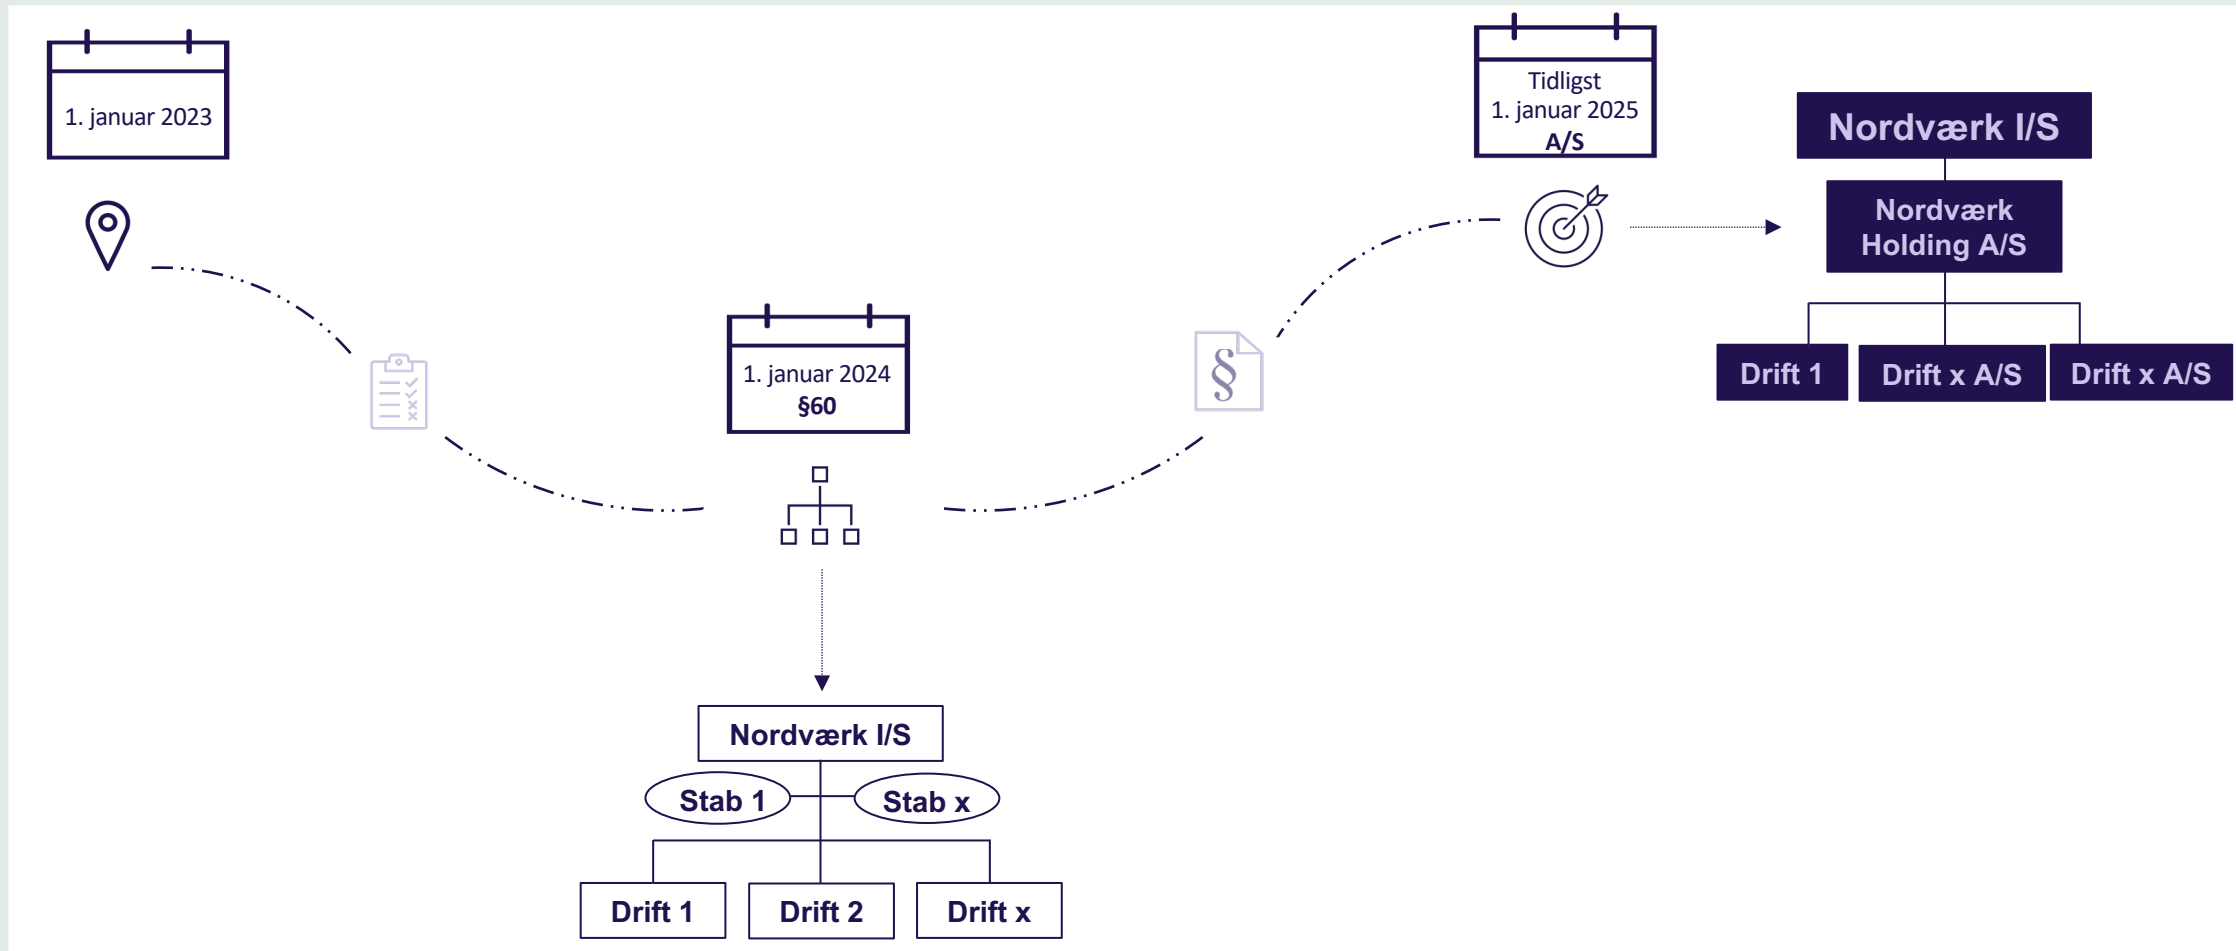 1. januar 2023
1. januar 2024
§60
§
Tidligst
1. januar 2025
A/S
Nordværk I/S
Nordværk
Holding A/S
Drift 1
Drift x A/S
Drift x A/S
Nordværk I/S
Stab 1
Stab x
Drift 1
Drift 2
Drift x